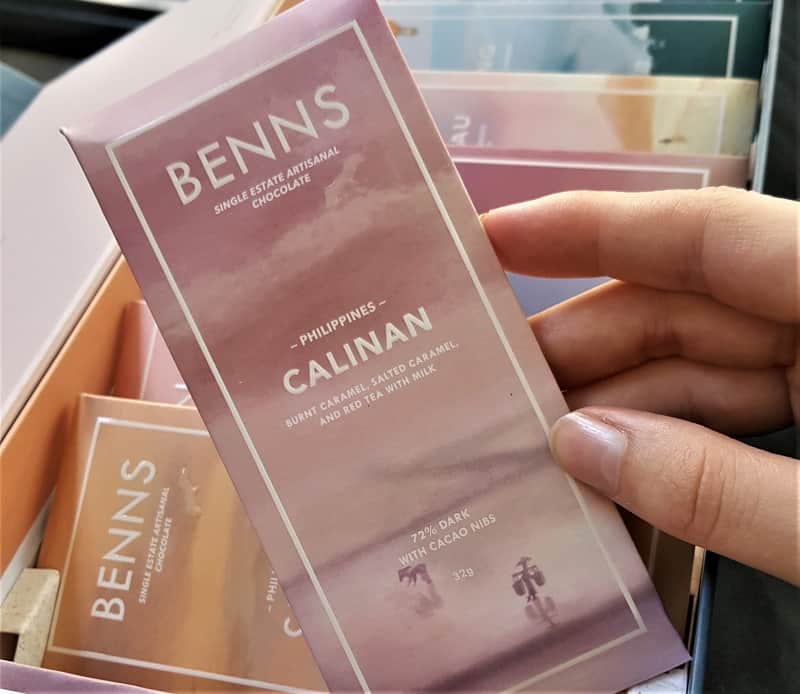 BENNS
SINGLE ESTATE ARTISANAL
CHOCOLATE
– PHILIPPINES –
CALINAN
BURNT CARAMEL, SALTED CARAMEL,
AND RED TEA WITH MILK
72% DARK
WITH CACAO NIBS
32g
BENNS
SINGLE ESTATE ARTISANAL
CHOCOLATE